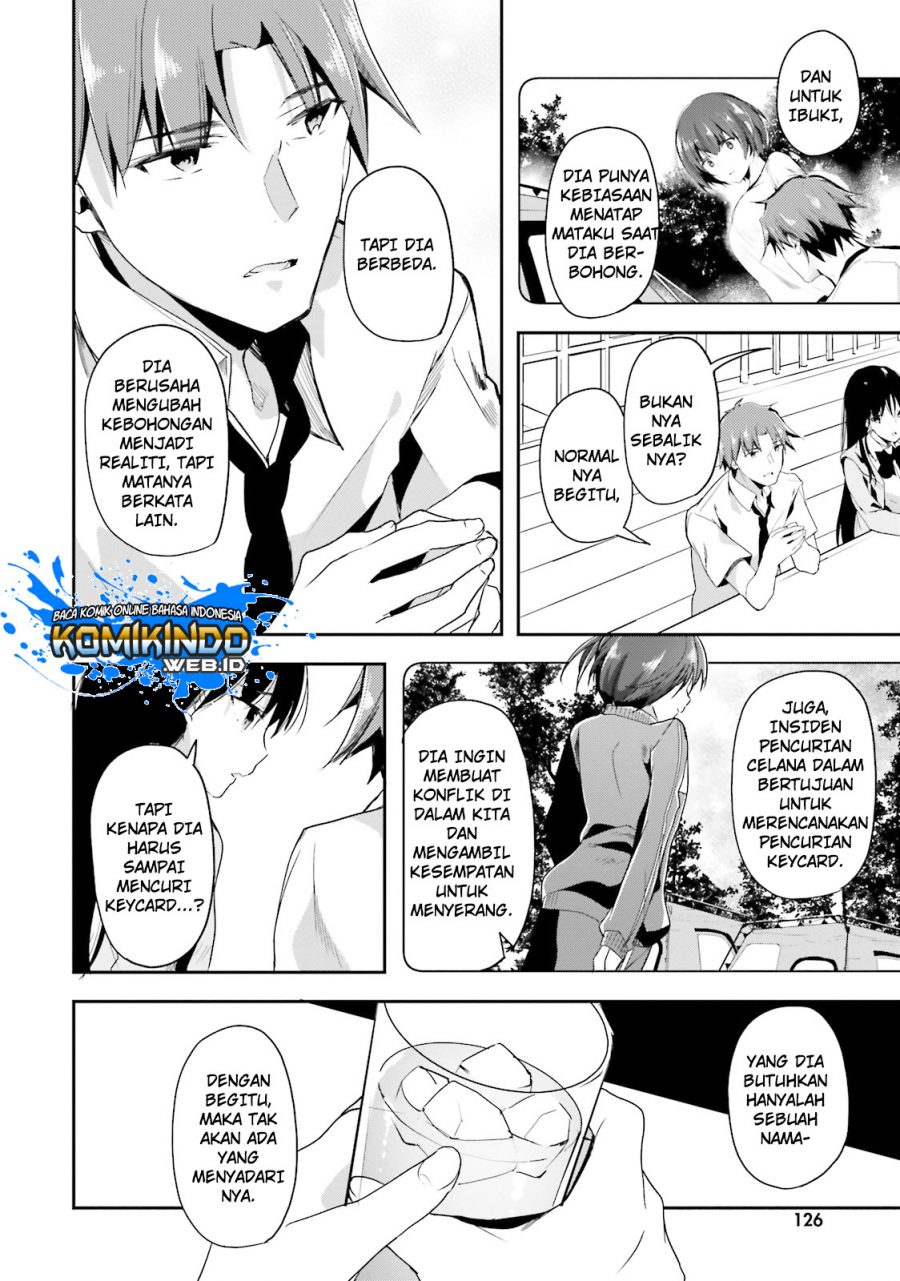 DAN
UNTUK
IBUKI,
DIA PUNYA
KEBIASAAN
MENATAP
MATAKU SAAT
DIA BER-
BOHONG.
BUKAN
NYA
SEBALIK
NYA?
NORMAL
NYA
BEGITU,
TAPI DIA
BERBEDA.
DIA
BERUSAHA
MENGUBAH
KEBOHONGAN
MENJADI
REALITI, TAPI
MATANYA
BERKATA
LAIN.
BACA KOMIK ONLINE BAHASA INDONESIA
KOMIKINDO
WEB.ID
JUGA,
INSIDEN
PENCURIAN
CELANA DALAM
BERTUJUAN
UNTUK
MERENCANAKAN
PENCURIAN
KEYCARD.
DIA INGIN
MEMBUAT
KONFLIK DI
DALAM KITA
DAN
MENGAMBIL
KESEMPATAN
UNTUK
MENYERANG.
TAPI
KENAPA DIA
HARUS
SAMPAI
MENCURI
KEYCARD...?
YANG DIA
BUTUHKAN
HANYALAH
SEBUAH
NAMA-
DENGAN
BEGITU,
MAKA TAK
AKAN ADA
YANG
MENYADARI
NYA.
126